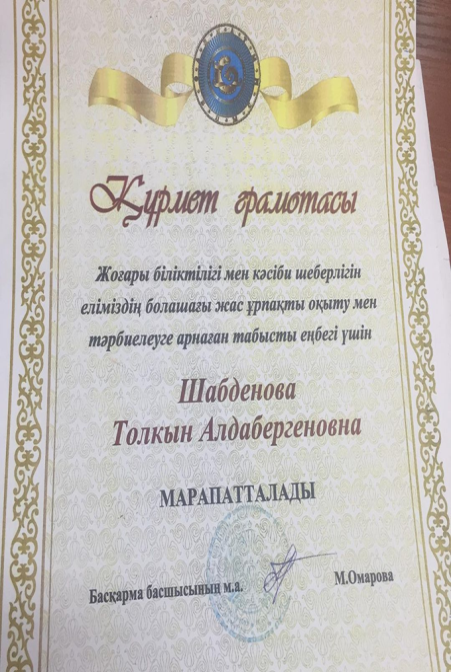 Құрмет грамотасы
Жоғары біліктілігі мен кәсіби шеберлігін
еліміздің болашағы жас ұрпақты оқыту мен
тәрбиелеуге арнаған табысты еңбегі үшін
Шабденова
Толкын Алдабергеновна
МАРАПАТТАЛАДЫ
Басқарма басшысының м.а.
М.Омарова